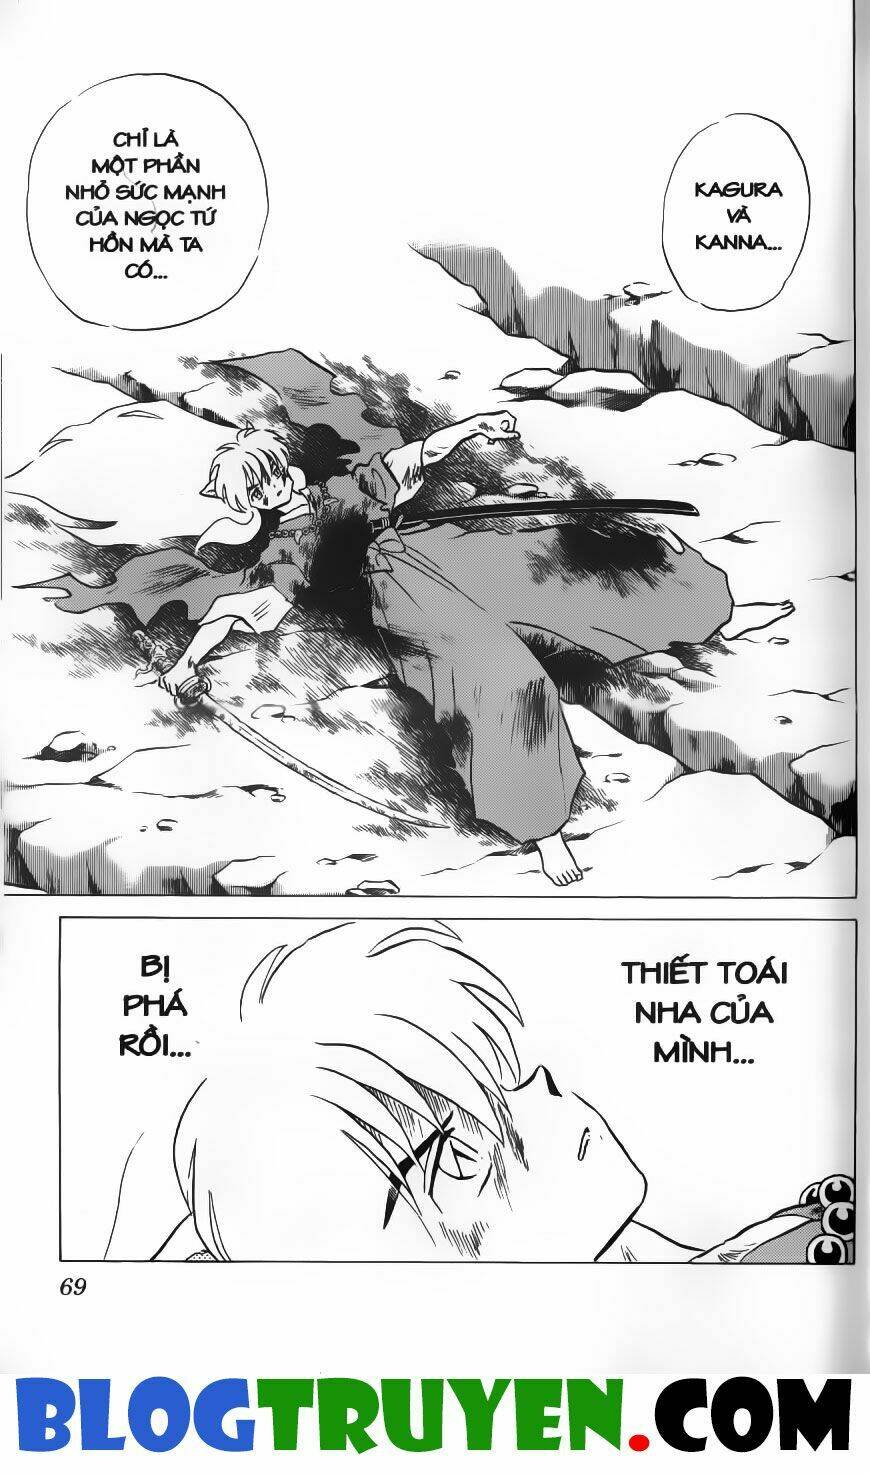 KAGURA
VÀ
KANNA...
CHỈ LÀ
MỘT PHẦN
NHỎ SỨC MẠNH
CỦA NGỌC TỨ
HỒN MÀ TA
CÓ...
THIẾT TOÁI
NHA CỦA
MÌNH...
BỊ
PHÁ
RỒI...
69
BLOGTRUYEN.COM